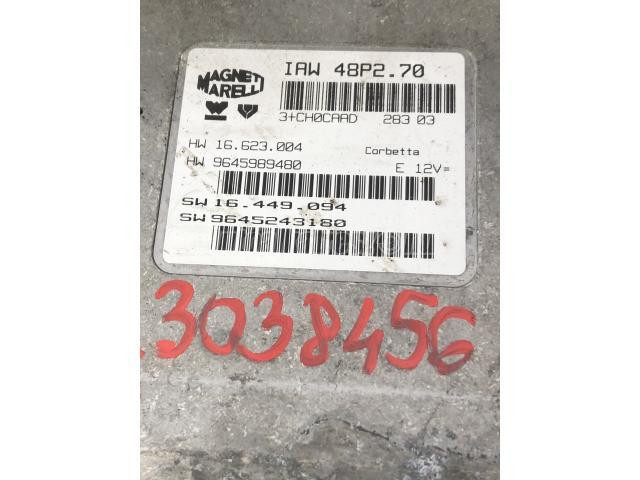 MAGNETI
MARELLI
IAW 48P2.70
3+CH0CAAD 283 03
HW 16.623.004 Corbetta
HW 9645989480 E 12V=
SW 16.449.094
SW 9645243180
3038456